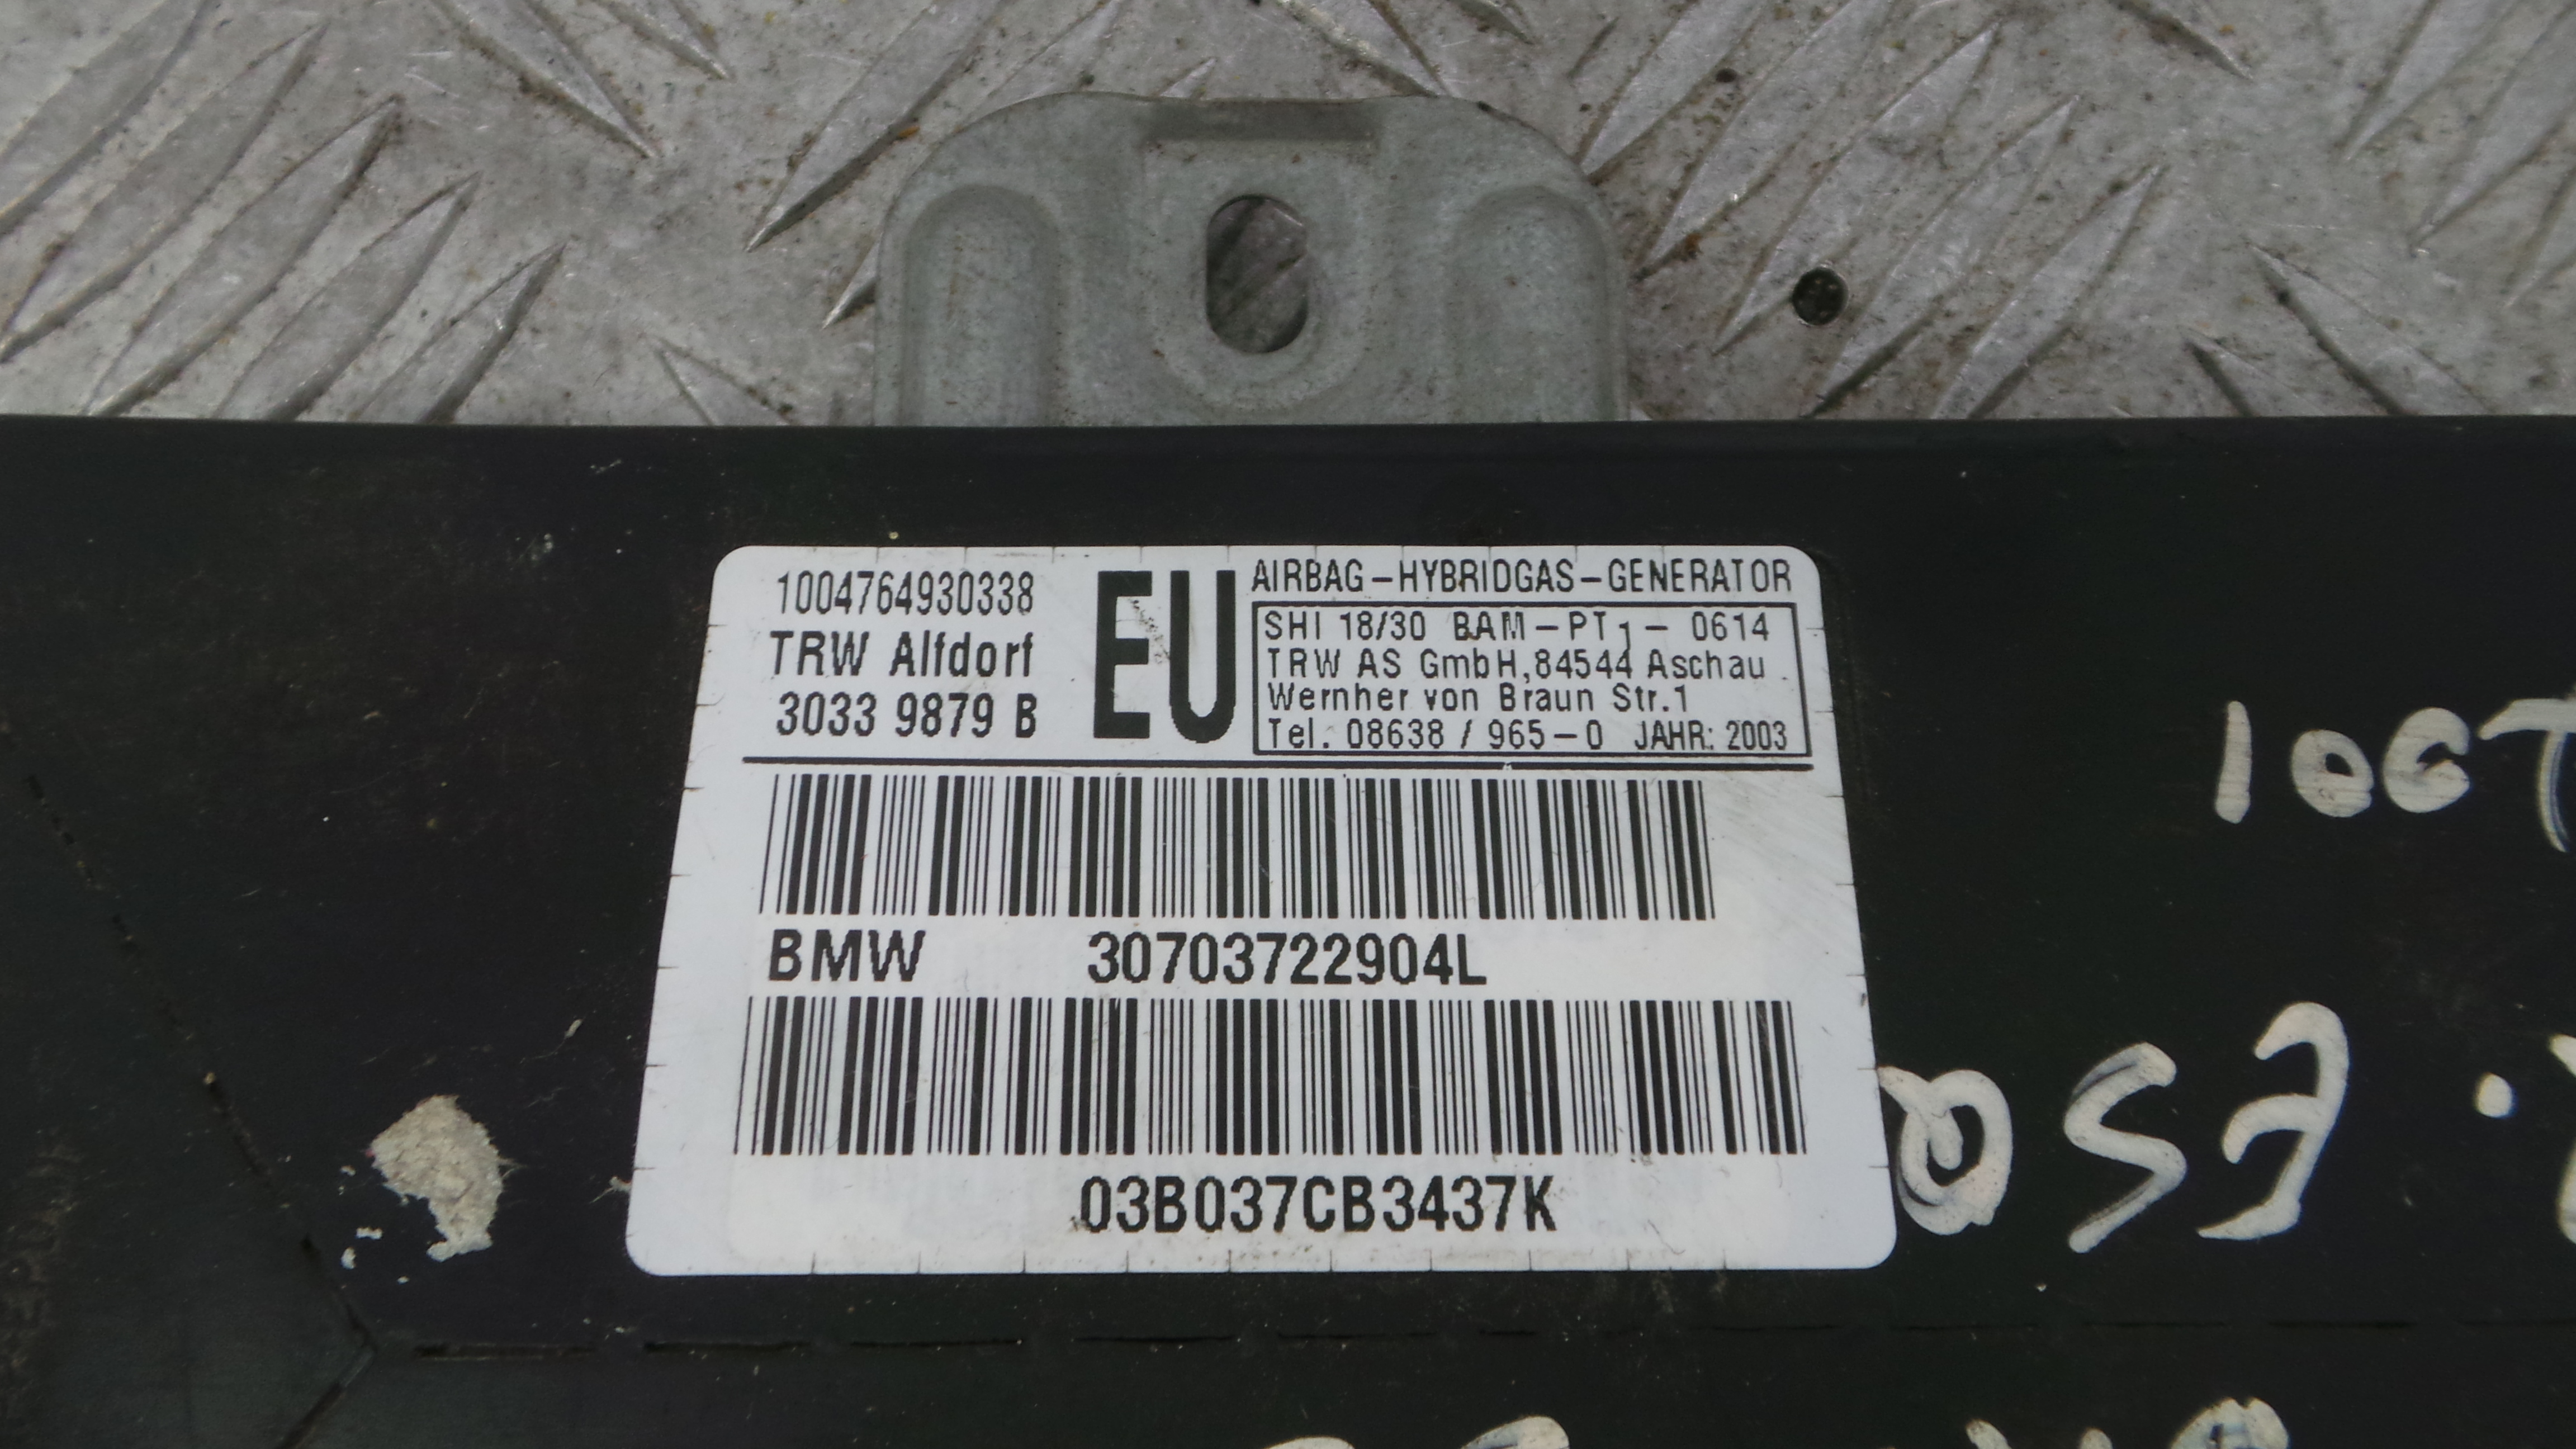 1004764930338
TRW Alfdorf
3033 9879 B
EU
AIRBAG-HYBRIDGAS-GENERATOR
SHI 18/30 BAM-PT1- 0614
TRW AS GmbH,84544 Aschau
Wernher von Braun Str.1
Tel. 08638 / 965-0 JAHR: 2003
BMW 30703722904L
03B037CB3437K